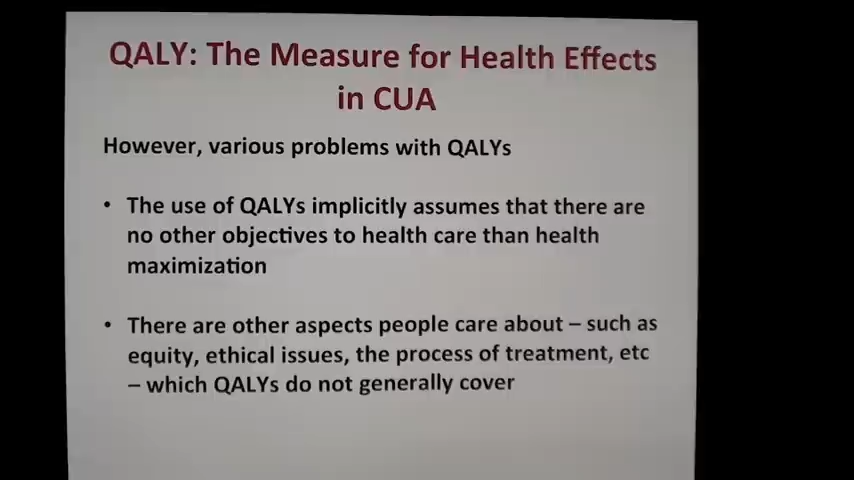 QALY: The Measure for Health Effects
in CUA
However, various problems with QALYs
• The use of QALYs implicitly assumes that there are
no other objectives to health care than health
maximization
• There are other aspects people care about – such as
equity, ethical issues, the process of treatment, etc
– which QALYs do not generally cover